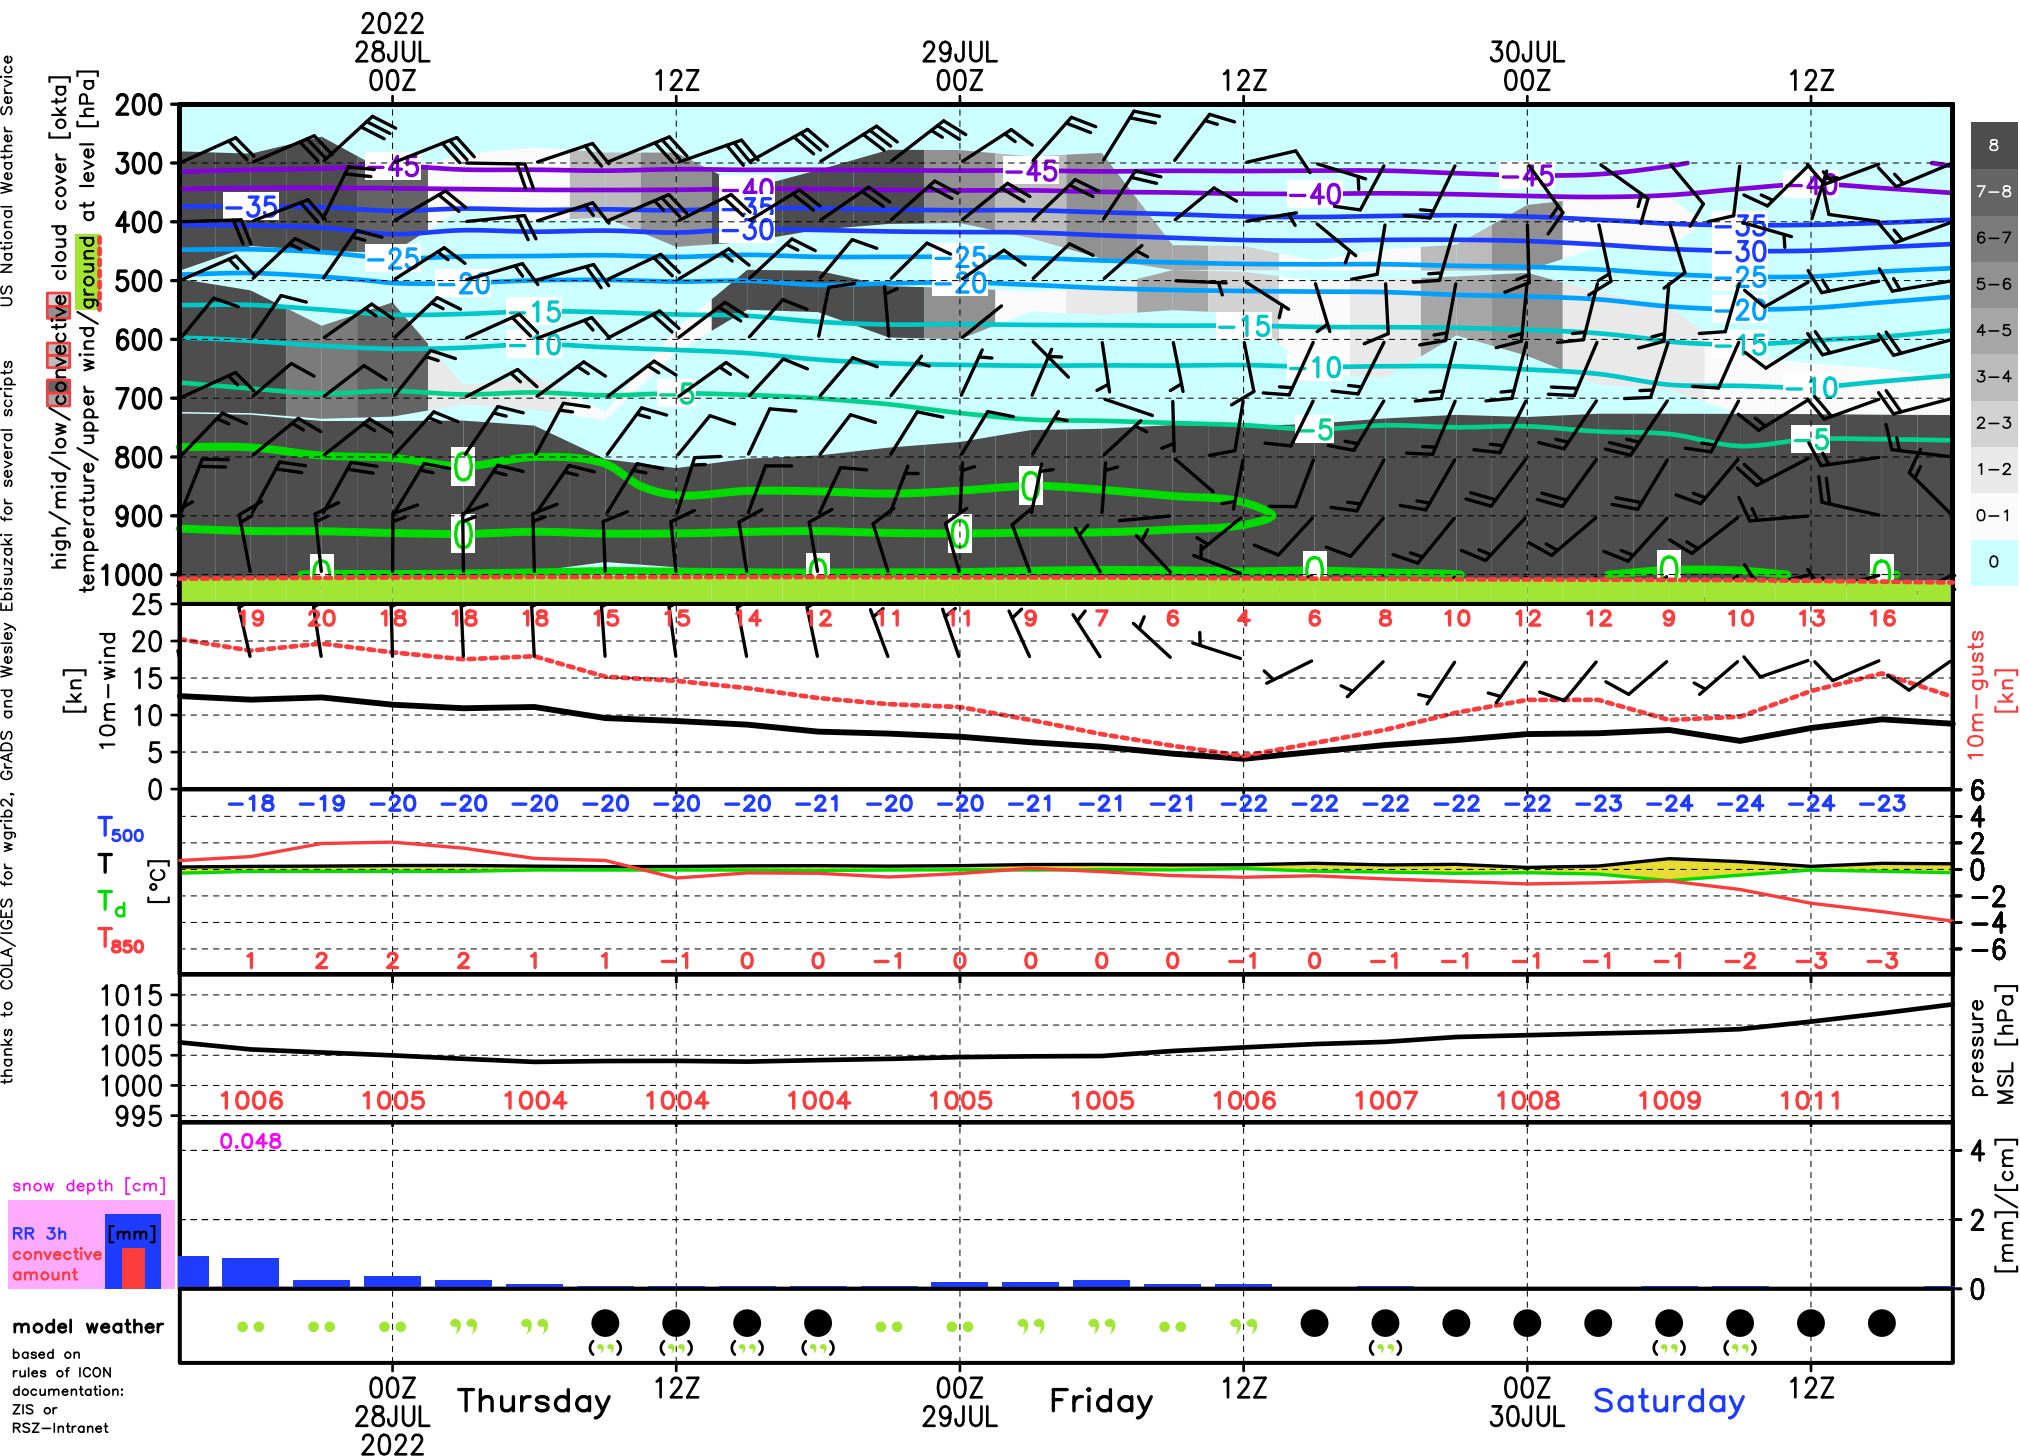 2022
28JUL 29JUL 30JUL
00Z 12Z 00Z 12Z 00Z 12Z
US National Weather Service
thanks to COLA/IGES for wgrib2, GrADS and Wesley Ebisuzaki for several scripts
high/mid/low/convective cloud cover [okta]
temperature/upper wind/ground at level [hPa]
200
300
400
500
600
700
800
900
1000
-45 -45 -45
-40 -40 -40
-35 -35 -35
-30 -30
-25 -25 -25
-20 -20 -20
-15 -15 -15
-10 -10 -10
-5 -5 -5
0 0
0 0
0 0 0 0 0
8
7-8
6-7
5-6
4-5
3-4
2-3
1-2
0-1
0
25
20
15
10
5
0
10m-wind
[kn]
19 20 18 18 18 15 15 14 12 11 11 9 7 6 4 6 8 10 12 12 9 10 13 16
10m-gusts
[kn]
-18 -19 -20 -20 -20 -20 -20 -20 -21 -20 -20 -21 -21 -21 -22 -22 -22 -22 -22 -23 -24 -24 -24 -23
T500
T
Td
T850
[°C]
6
4
2
0
-2
-4
-6
1 2 2 2 1 1 -1 0 0 -1 0 0 0 0 -1 0 -1 -1 -1 -1 -1 -2 -3 -3
1015
1010
1005
1000
995
1006 1005 1004 1004 1004 1005 1005 1006 1007 1008 1009 1011
pressure
MSL [hPa]
0.048
snow depth [cm]
RR 3h [mm]
convective
amount
4
2
0
[mm]/[cm]
model weather
based on
rules of ICON
documentation:
ZIS or
RSZ-Intranet
00Z Thursday 12Z 00Z Friday 12Z 00Z Saturday 12Z
28JUL 29JUL 30JUL
2022